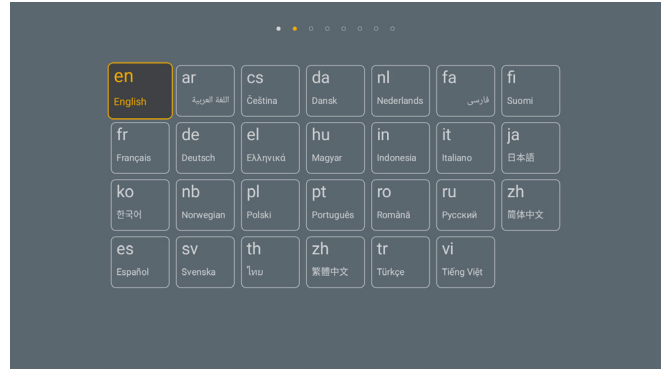 en
English
ar
اللغة العربية
cs
Čeština
da
Dansk
nl
Nederlands
fa
فارسی
fi
Suomi
fr
Français
de
Deutsch
el
Ελληνικά
hu
Magyar
in
Indonesia
it
Italiano
ja
日本語
ko
한국어
nb
Norwegian
pl
Polski
pt
Português
ro
Română
ru
Русский
zh
简体中文
es
Español
sv
Svenska
th
ไทย
zh
繁體中文
tr
Türkçe
vi
Tiếng Việt